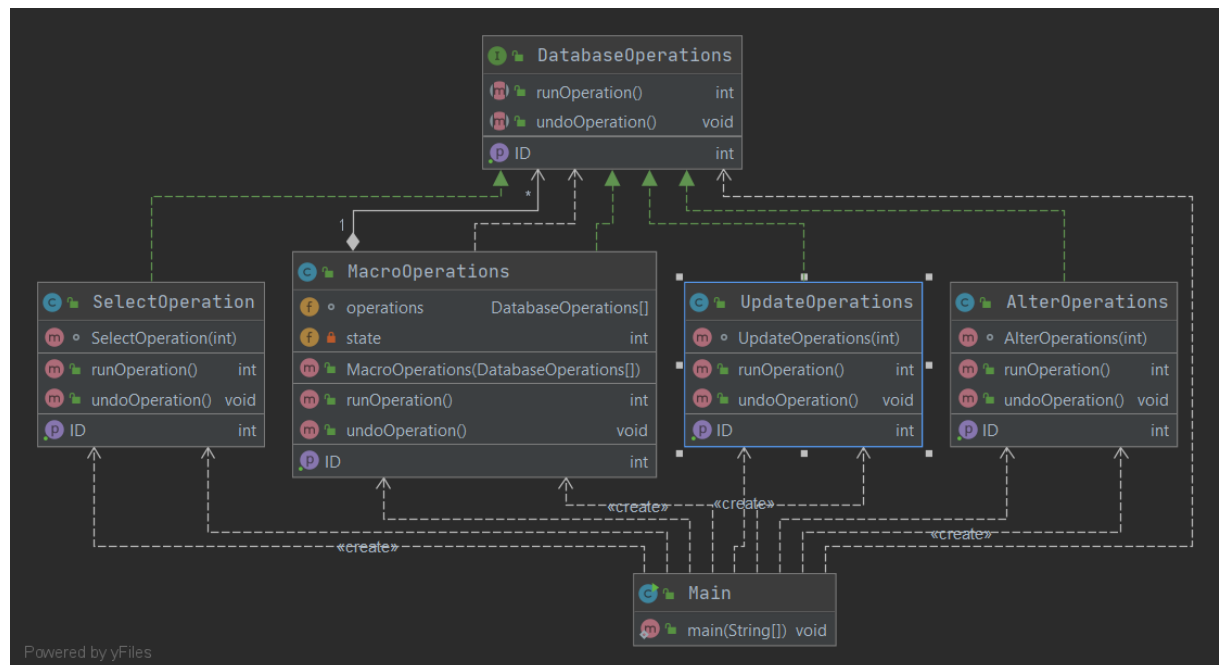 DatabaseOperations
runOperation() int
undoOperation() void
ID int
*
1
MacroOperations
operations DatabaseOperations[]
state int
MacroOperations(DatabaseOperations[])
runOperation() int
undoOperation() void
ID int
SelectOperation
SelectOperation(int)
runOperation() int
undoOperation() void
ID int
UpdateOperations
UpdateOperations(int)
runOperation() int
undoOperation() void
ID int
AlterOperations
AlterOperations(int)
runOperation() int
undoOperation() void
ID int
«create»
«create»
«create»
«create»
Main
main(String[]) void
Powered by yFiles